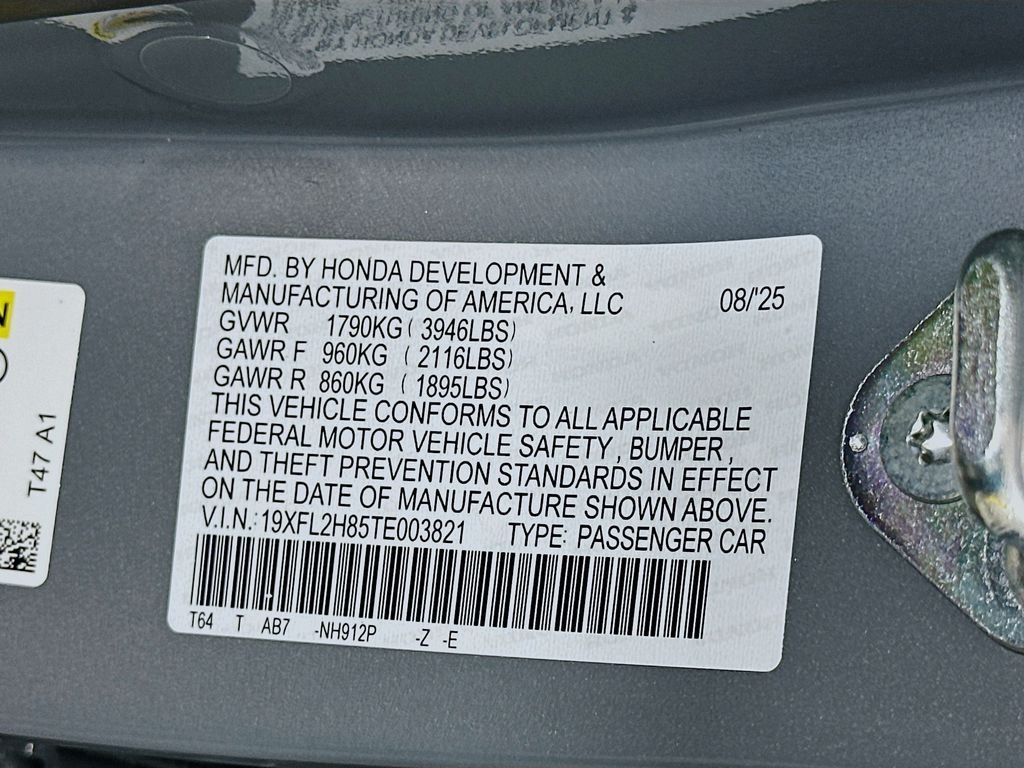 MFD. BY HONDA DEVELOPMENT &
MANUFACTURING OF AMERICA, LLC 08/'25
GVWR 1790KG ( 3946LBS)
GAWR F 960KG ( 2116LBS)
GAWR R 860KG ( 1895LBS)
THIS VEHICLE CONFORMS TO ALL APPLICABLE
FEDERAL MOTOR VEHICLE SAFETY , BUMPER ,
AND THEFT PREVENTION STANDARDS IN EFFECT
ON THE DATE OF MANUFACTURE SHOWN ABOVE.
V.I.N.: 19XFL2H85TE003821 TYPE: PASSENGER CAR
T64 T AB7 -NH912P -Z -E
T47 A1
N